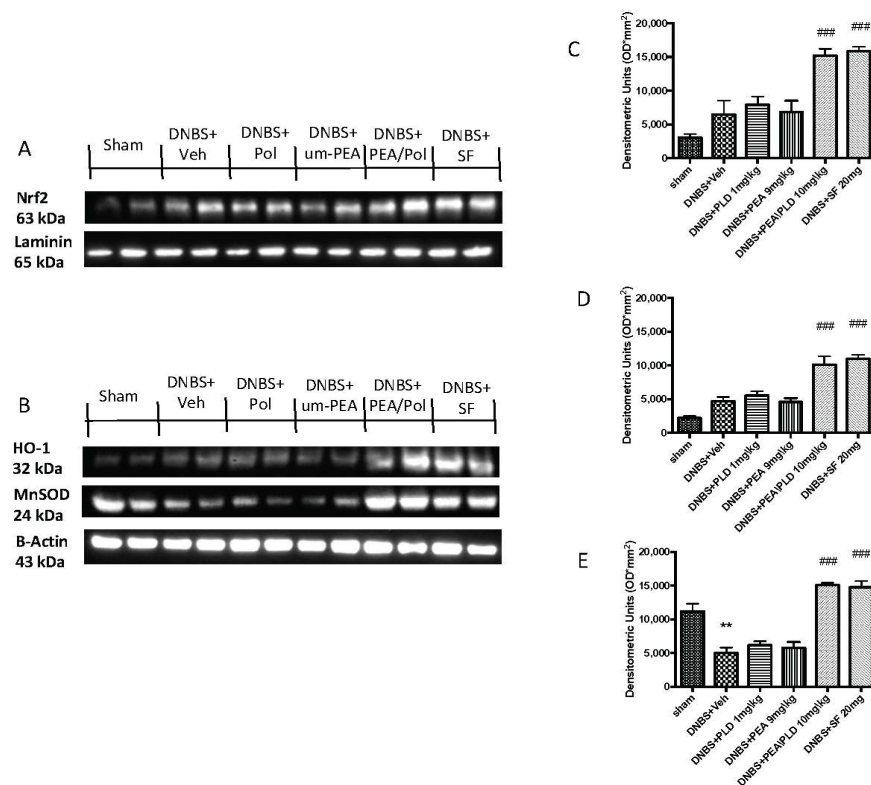 A
Sham
DNBS+
Veh
DNBS+
Pol
DNBS+
um-PEA
DNBS+
PEA/Pol
DNBS+
SF
Nrf2
63 kDa
Laminin
65 kDa
B
Sham
DNBS+
Veh
DNBS+
Pol
DNBS+
um-PEA
DNBS+
PEA/Pol
DNBS+
SF
HO-1
32 kDa
MnSOD
24 kDa
B-Actin
43 kDa
C
Densitometric Units (OD*mm²)
20,000
15,000
10,000
5,000
0
###
###
sham
DNBS+Veh
DNBS+PLD 1mg|kg
DNBS+PEA 9mg|kg
DNBS+PEA|PLD 10mg|kg
DNBS+SF 20mg
D
Densitometric Units (OD*mm²)
20,000
15,000
10,000
5,000
0
###
###
sham
DNBS+Veh
DNBS+PLD 1mg|kg
DNBS+PEA 9mg|kg
DNBS+PEA|PLD 10mg|kg
DNBS+SF 20mg
E
Densitometric Units (OD*mm²)
20,000
15,000
10,000
5,000
0
**
###
###
sham
DNBS+Veh
DNBS+PLD 1mg|kg
DNBS+PEA 9mg|kg
DNBS+PEA|PLD 10mg|kg
DNBS+SF 20mg